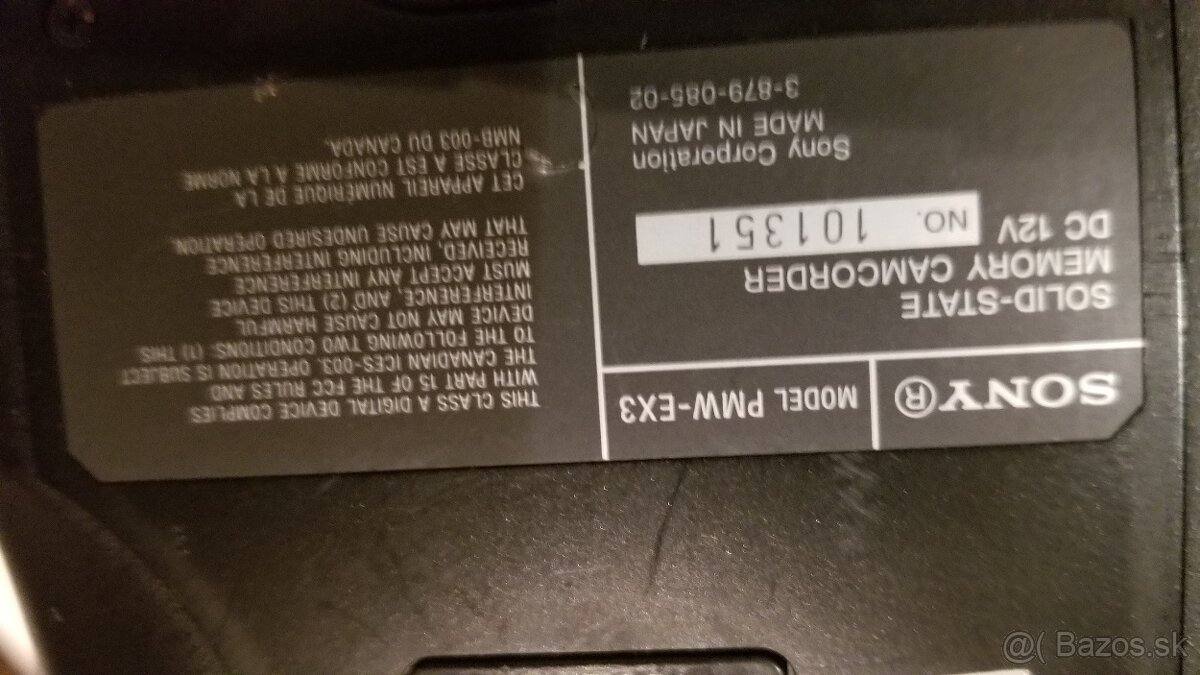 SONY®
MODEL PMW-EX3
SOLID-STATE
MEMORY CAMCORDER
DC 12V NO. 101351
Sony Corporation
MADE IN JAPAN
3-879-085-02
THIS CLASS A DIGITAL DEVICE COMPLIES
WITH PART 15 OF THE FCC RULES AND
THE CANADIAN ICES-003. OPERATION IS SUBJECT
TO THE FOLLOWING TWO CONDITIONS: (1) THIS
DEVICE MAY NOT CAUSE HARMFUL
INTERFERENCE, AND (2) THIS DEVICE
MUST ACCEPT ANY INTERFERENCE
RECEIVED, INCLUDING INTERFERENCE
THAT MAY CAUSE UNDESIRED OPERATION.
CET APPAREIL NUMÉRIQUE DE LA
CLASSE A EST CONFORME À LA NORME
NMB-003 DU CANADA.
@( Bazos.sk